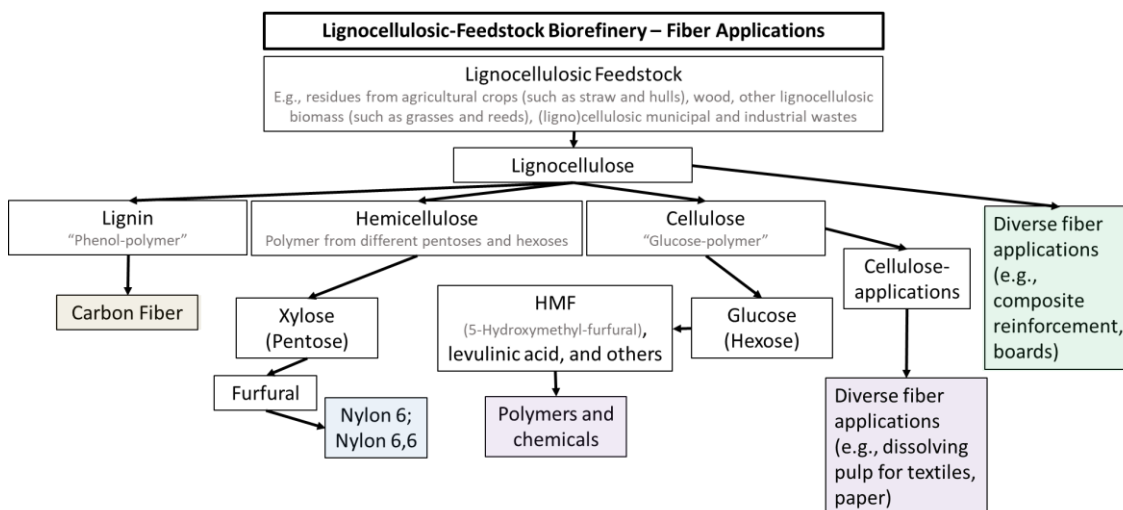 Lignocellulosic-Feedstock Biorefinery – Fiber Applications
Lignocellulosic Feedstock
E.g., residues from agricultural crops (such as straw and hulls), wood, other lignocellulosic
biomass (such as grasses and reeds), (ligno)cellulosic municipal and industrial wastes
Lignocellulose
Lignin
"Phenol-polymer"
Hemicellulose
Polymer from different pentoses and hexoses
Cellulose
"Glucose-polymer"
Diverse fiber
applications
(e.g.,
composite
reinforcement,
boards)
Cellulose-
applications
Carbon Fiber
Xylose
(Pentose)
HMF
(5-Hydroxymethyl-furfural),
levulinic acid, and others
Glucose
(Hexose)
Furfural
Nylon 6;
Nylon 6,6
Polymers and
chemicals
Diverse fiber
applications
(e.g., dissolving
pulp for textiles,
paper)